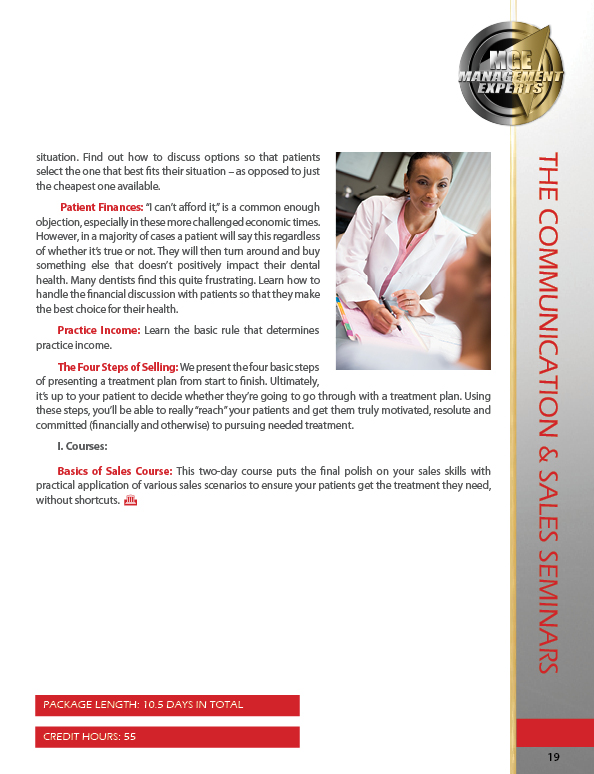 MGE
MANAGEMENT
EXPERTS
situation. Find out how to discuss options so that patients
select the one that best fits their situation – as opposed to just
the cheapest one available.
Patient Finances: “I can’t afford it,” is a common enough
objection, especially in these more challenged economic times.
However, in a majority of cases a patient will say this regardless
of whether it’s true or not. They will then turn around and buy
something else that doesn’t positively impact their dental
health. Many dentists find this quite frustrating. Learn how to
handle the financial discussion with patients so that they make
the best choice for their health.
Practice Income: Learn the basic rule that determines
practice income.
The Four Steps of Selling: We present the four basic steps
of presenting a treatment plan from start to finish. Ultimately,
it’s up to your patient to decide whether they’re going to go through with a treatment plan. Using
these steps, you’ll be able to really “reach” your patients and get them truly motivated, resolute and
committed (financially and otherwise) to pursuing needed treatment.
I. Courses:
Basics of Sales Course: This two-day course puts the final polish on your sales skills with
practical application of various sales scenarios to ensure your patients get the treatment they need,
without shortcuts.
THE COMMUNICATION & SALES SEMINARS
PACKAGE LENGTH: 10.5 DAYS IN TOTAL
CREDIT HOURS: 55
19